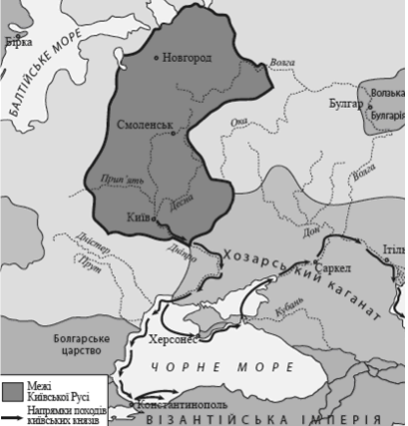 Бірка
БАЛТІЙСЬКЕ МОРЕ
Новгород
Волга
Булгар
Волзька
Булгарія
Смоленськ
Ока
Волга
Прип'ять
Десна
Київ
Дністер
Прут
Дніпро
Дон
Хозарський каганат
Ітіль
Саркел
Кубань
Болгарське
царство
Херсонес
ЧОРНЕ МОРЕ
Межі
Київської Русі
Напрямки походів
київських князів
Константинополь
ВІЗАНТІЙСЬКА ІМПЕРІЯ